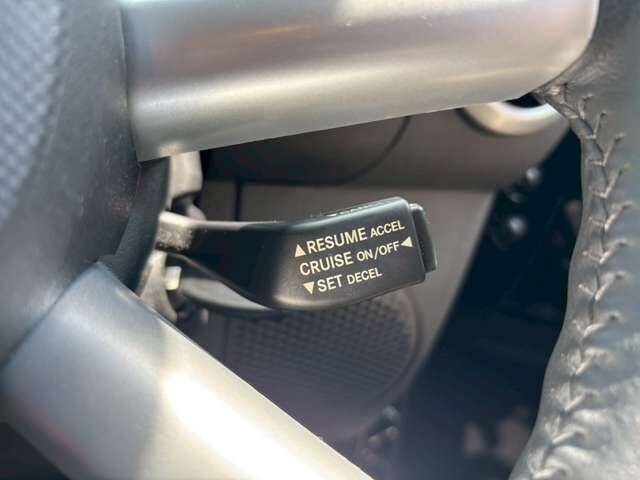 ▲RESUME ACCEL
CRUISE ON/OFF◄
▼SET DECEL